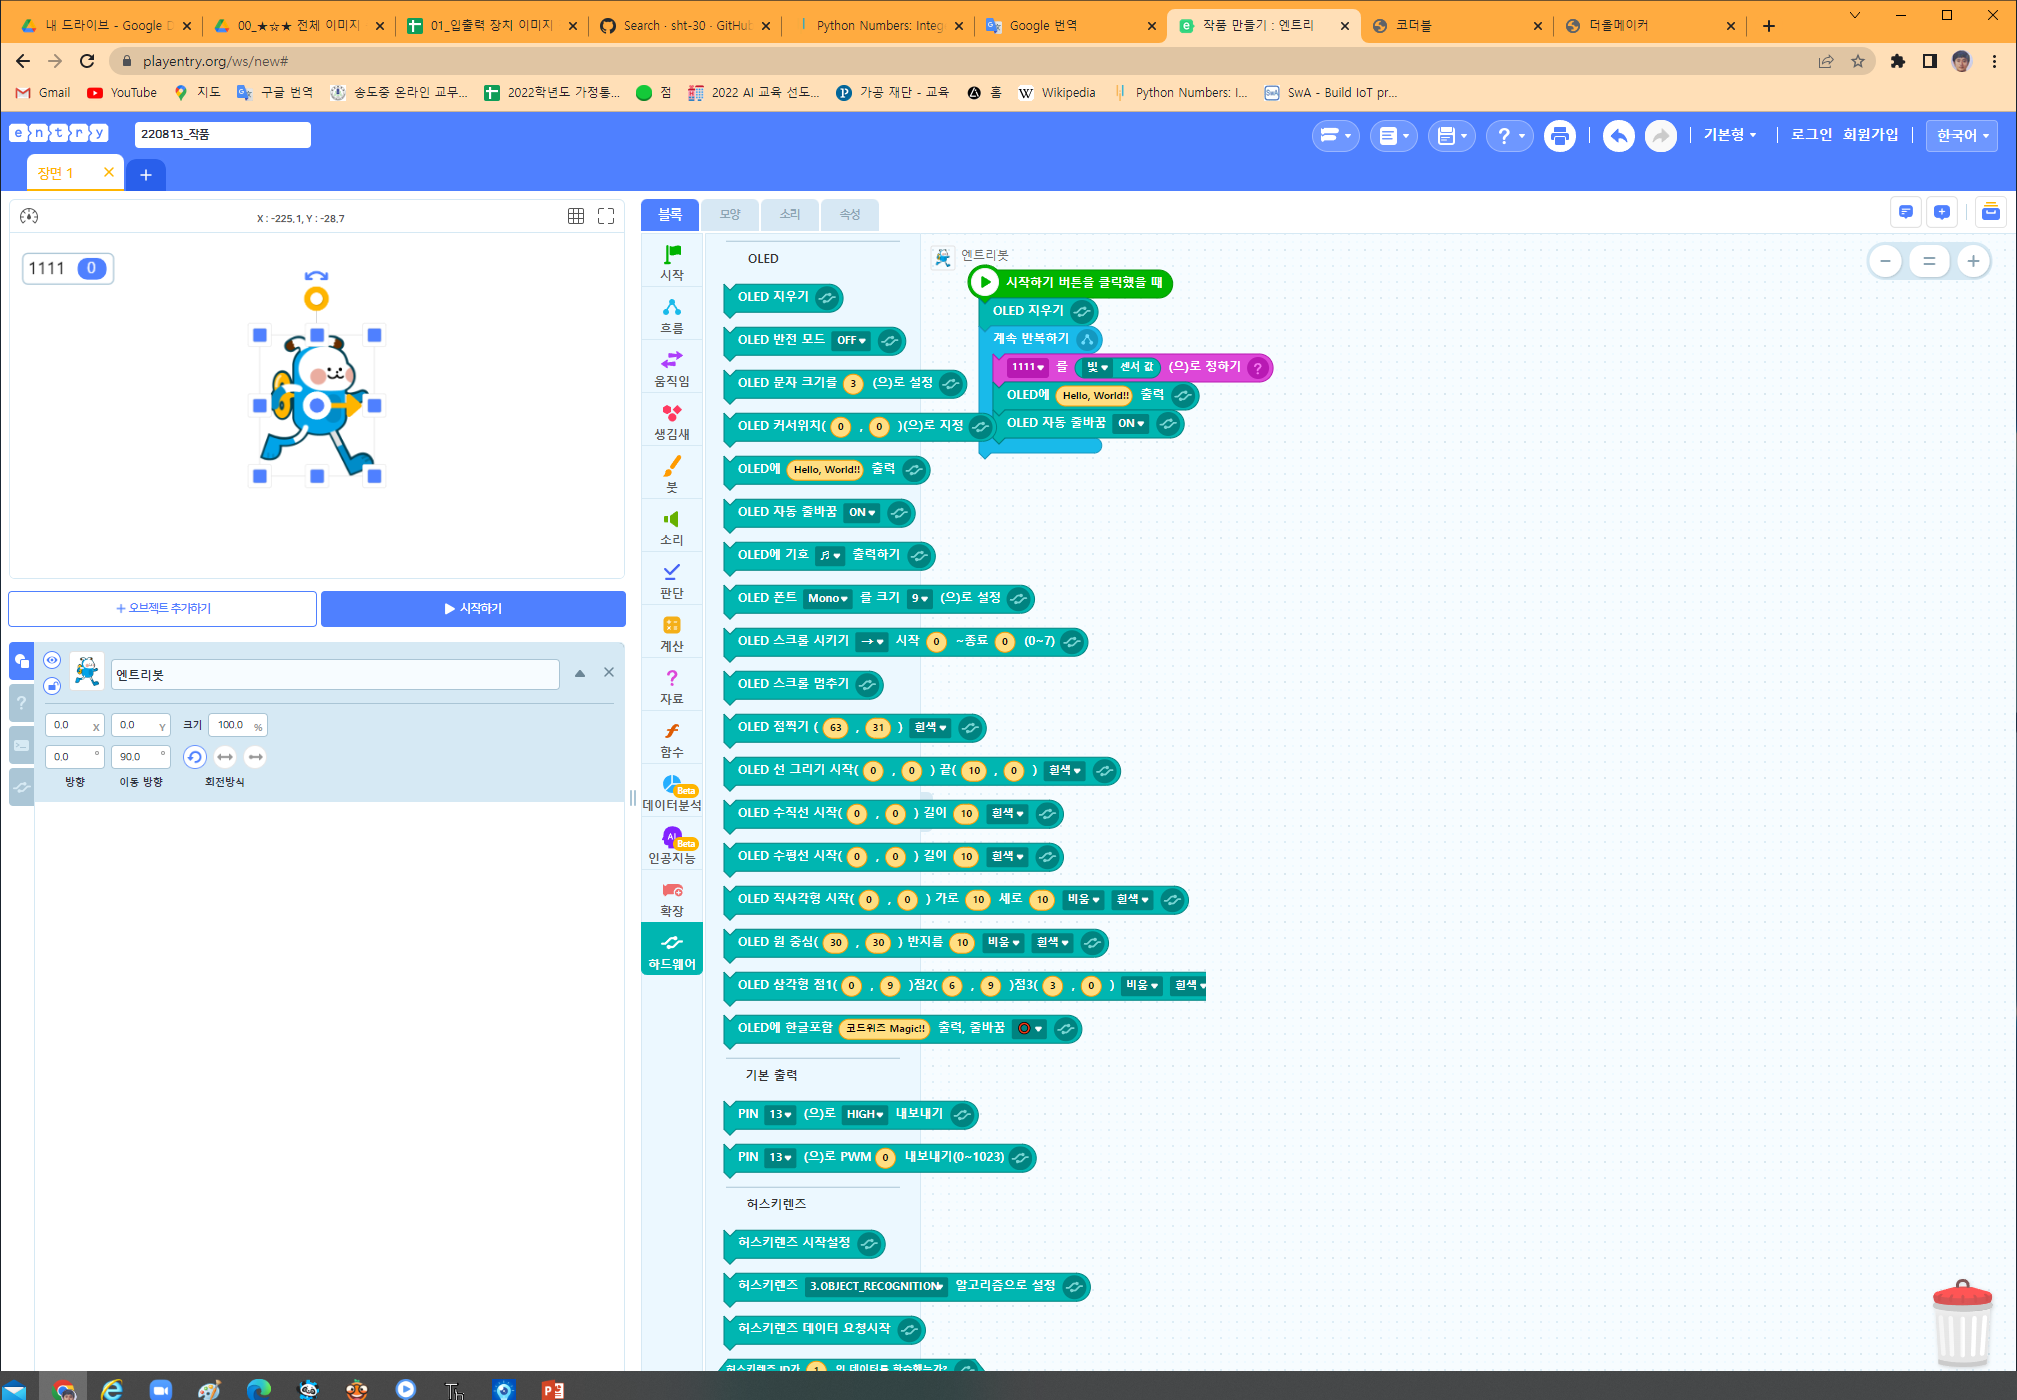 내 드라이브 - Google D
00_★☆★ 전체 이미지
01_입출력 장치 이미지
Search · sht-30 · GitHub
Python Numbers: Integ
Google 번역
작품 만들기 : 엔트리
코더블
더올메이커
playentry.org/ws/new#
Gmail
YouTube
지도
구글 번역
송도중 온라인 교무...
2022학년도 가정통...
점
2022 AI 교육 선도...
가공 재단 - 교육
홈
Wikipedia
Python Numbers: I...
SwA - Build IoT pr...
entry
220813_작품
기본형
로그인
회원가입
한국어
장면 1
X : -225.1, Y : -28.7
블록
모양
소리
속성
1111 0
+ 오브젝트 추가하기
시작하기
엔트리봇
0.0 X
0.0 Y
크기
100.0 %
0.0 °
90.0 °
방향
이동 방향
회전방식
시작
흐름
움직임
생김새
붓
소리
판단
계산
자료
함수
Beta
데이터분석
AI
Beta
인공지능
확장
하드웨어
OLED
OLED 지우기
OLED 반전 모드 OFF
OLED 문자 크기를 3 (으)로 설정
OLED 커서위치( 0 , 0 )(으)로 지정
OLED에 Hello, World!! 출력
OLED 자동 줄바꿈 ON
OLED에 기호 ♬ 출력하기
OLED 폰트 Mono 를 크기 9 (으)로 설정
OLED 스크롤 시키기 → 시작 0 ~종료 0 (0~7)
OLED 스크롤 멈추기
OLED 점찍기 ( 63 , 31 ) 흰색
OLED 선 그리기 시작( 0 , 0 ) 끝( 10 , 0 ) 흰색
OLED 수직선 시작( 0 , 0 ) 길이 10 흰색
OLED 수평선 시작( 0 , 0 ) 길이 10 흰색
OLED 직사각형 시작( 0 , 0 ) 가로 10 세로 10 비움 흰색
OLED 원 중심( 30 , 30 ) 반지름 10 비움 흰색
OLED 삼각형 점1( 0 , 9 )점2( 6 , 9 )점3( 3 , 0 ) 비움 흰색
OLED에 한글포함 코드위즈 Magic!! 출력, 줄바꿈
기본 출력
PIN 13 (으)로 HIGH 내보내기
PIN 13 (으)로 PWM 0 내보내기(0~1023)
허스키렌즈
허스키렌즈 시작설정
허스키렌즈 3.OBJECT_RECOGNITION 알고리즘으로 설정
허스키렌즈 데이터 요청시작
허스키렌즈 ID가 1 의 데이터를 학습했는가?
엔트리봇
시작하기 버튼을 클릭했을 때
OLED 지우기
계속 반복하기
1111 를 빛 센서 값 (으)로 정하기 ?
OLED에 Hello, World!! 출력
OLED 자동 줄바꿈 ON